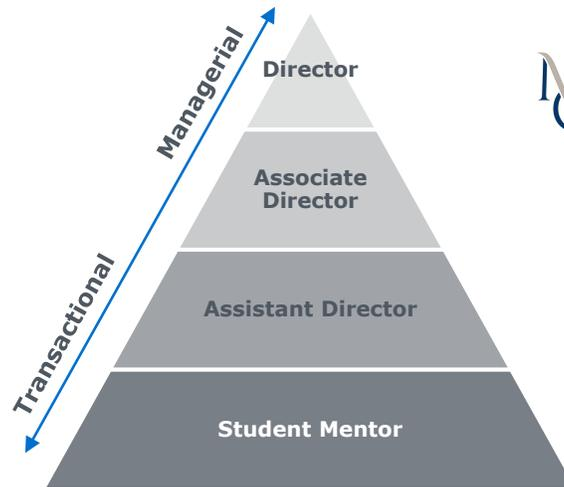 Director
Managerial
Associate
Director
Assistant Director
Transactional
Student Mentor